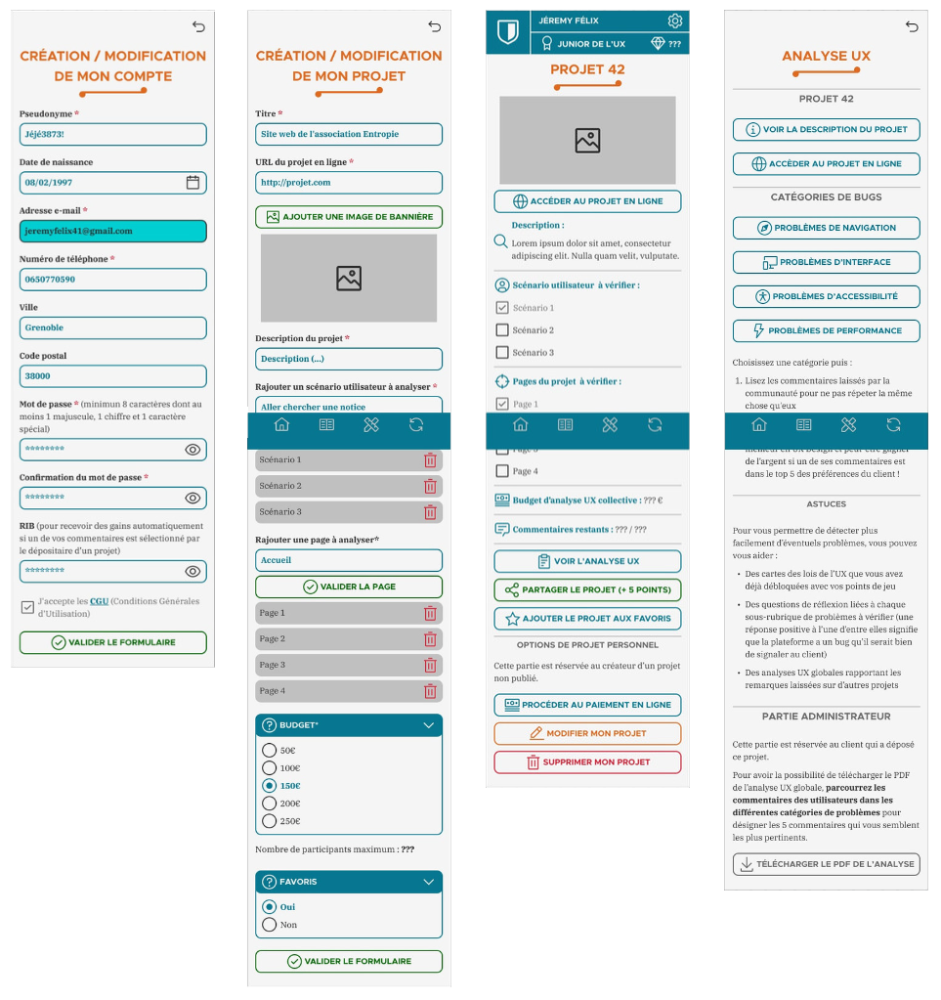 CRÉATION / MODIFICATION
DE MON COMPTE
Pseudonyme *
Jéjé3873!
Date de naissance
08/02/1997
Adresse e-mail *
jeremyfelix41@gmail.com
Numéro de téléphone *
0650770590
Ville
Grenoble
Code postal
38000
Mot de passe * (minimun 8 caractères dont au
moins 1 majuscule, 1 chiffre et 1 caractère
spécial)
********
Confirmation du mot de passe *
********
RIB (pour recevoir des gains automatiquement
si un de vos commentaires est sélectionné par
le dépositaire d'un projet)
********
J'accepte les CGU (Conditions Générales
d'Utilisation)
VALIDER LE FORMULAIRE
CRÉATION / MODIFICATION
DE MON PROJET
Titre *
Site web de l'association Entropie
URL du projet en ligne *
http://projet.com
AJOUTER UNE IMAGE DE BANNIÈRE
Description du projet *
Description (...)
Rajouter un scénario utilisateur à analyser *
Aller chercher une notice
Scénario 1
Scénario 2
Scénario 3
Rajouter une page à analyser*
Accueil
VALIDER LA PAGE
Page 1
Page 2
Page 3
Page 4
BUDGET*
50€
100€
150€
200€
250€
Nombre de participants maximum : ???
FAVORIS
Oui
Non
VALIDER LE FORMULAIRE
JÉREMY FÉLIX
JUNIOR DE L'UX
???
PROJET 42
ACCÉDER AU PROJET EN LIGNE
Description :
Lorem ipsum dolor sit amet, consectetur
adipiscing elit. Nulla quam velit, vulputate.
Scénario utilisateur à vérifier :
Scénario 1
Scénario 2
Scénario 3
Pages du projet à vérifier :
Page 1
Page 4
Budget d'analyse UX collective : ??? €
Commentaires restants : ??? / ???
VOIR L'ANALYSE UX
PARTAGER LE PROJET (+ 5 POINTS)
AJOUTER LE PROJET AUX FAVORIS
OPTIONS DE PROJET PERSONNEL
Cette partie est réservée au créateur d'un projet
non publié.
PROCÉDER AU PAIEMENT EN LIGNE
MODIFIER MON PROJET
SUPPRIMER MON PROJET
ANALYSE UX
PROJET 42
VOIR LA DESCRIPTION DU PROJET
ACCÉDER AU PROJET EN LIGNE
CATÉGORIES DE BUGS
PROBLÈMES DE NAVIGATION
PROBLÈMES D'INTERFACE
PROBLÈMES D'ACCESSIBILITÉ
PROBLÈMES DE PERFORMANCE
Choisissez une catégorie puis :
1. Lisez les commentaires laissés par la
communauté pour ne pas répeter la même
chose qu'eux
de l'argent si un de ses commentaires est
dans le top 5 des préférences du client !
ASTUCES
Pour vous permettre de détecter plus
facilement d'éventuels problèmes, vous pouvez
vous aider :
• Des cartes des lois de l'UX que vous avez
déjà débloquées avec vos points de jeu
• Des questions de réflexion liées à chaque
sous-rubrique de problèmes à vérifier (une
réponse positive à l'une d'entre elles signifie
que la plateforme a un bug qu'il serait bien
de signaler au client)
• Des analyses UX globales rapportant les
remarques laissées sur d'autres projets
PARTIE ADMINISTRATEUR
Cette partie est réservée au client qui a déposé
ce projet.
Pour avoir la possibilité de télécharger le PDF
de l'analyse UX globale, parcourrez les
commentaires des utilisateurs dans les
différentes catégories de problèmes pour
désigner les 5 commentaires qui vous semblent
les plus pertinents.
TÉLÉCHARGER LE PDF DE L'ANALYSE